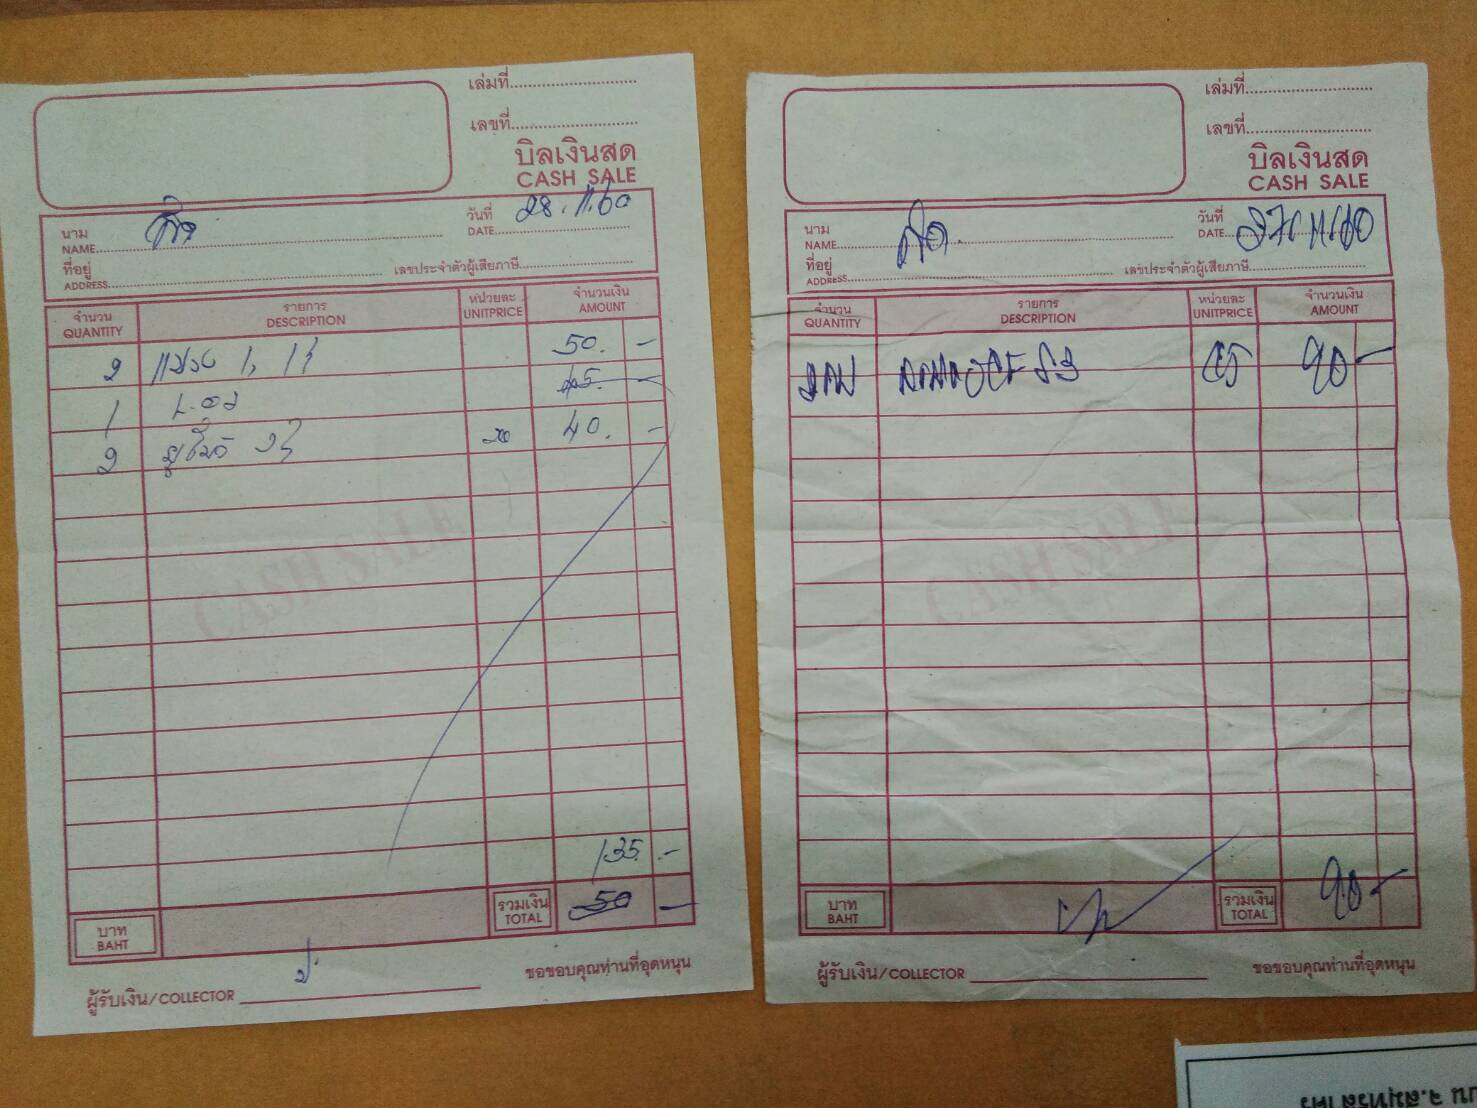 เล่มที่
เลขที่
บิลเงินสด
CASH SALE
นาม
NAME
วันที่ 28.11.60
DATE
ที่อยู่
ADDRESS
เลขประจำตัวผู้เสียภาษี
จำนวน
QUANTITY
รายการ
DESCRIPTION
หน่วยละ
UNITPRICE
จำนวนเงิน
AMOUNT
2 แปรง 1, 1½ 50.-
1 45.-
2 20 40.-
CASH SALE
135.-
บาท
BAHT
รวมเงิน
TOTAL
50 -
ป.
ผู้รับเงิน/COLLECTOR
ขอขอบคุณท่านที่อุดหนุน
เล่มที่
เลขที่
บิลเงินสด
CASH SALE
นาม
NAME
วันที่
DATE
ที่อยู่
ADDRESS
เลขประจำตัวผู้เสียภาษี
จำนวน
QUANTITY
รายการ
DESCRIPTION
หน่วยละ
UNITPRICE
จำนวนเงิน
AMOUNT
45 90-
CASH SALE
บาท
BAHT
รวมเงิน
TOTAL
90-
ผู้รับเงิน/COLLECTOR
ขอขอบคุณท่านที่อุดหนุน